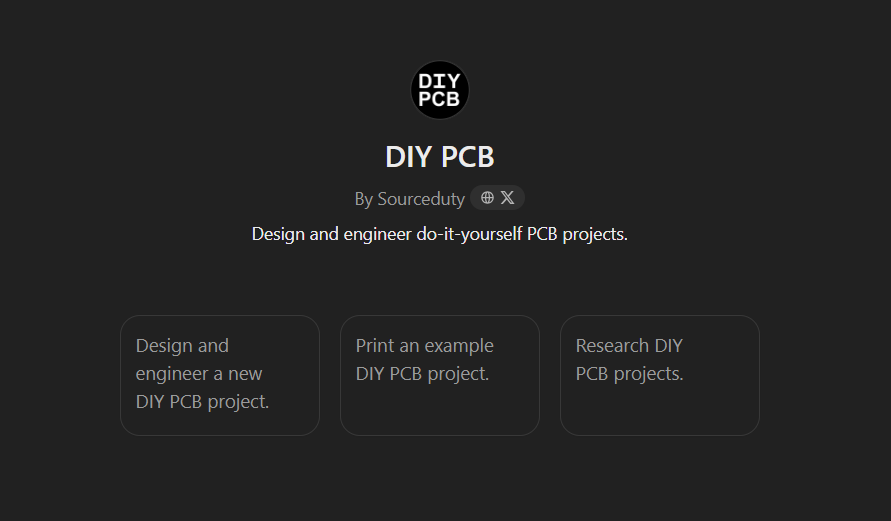 DIY
PCB
DIY PCB
By Sourceduty
Design and engineer do-it-yourself PCB projects.
Design and
engineer a new
DIY PCB project.
Print an example
DIY PCB project.
Research DIY
PCB projects.